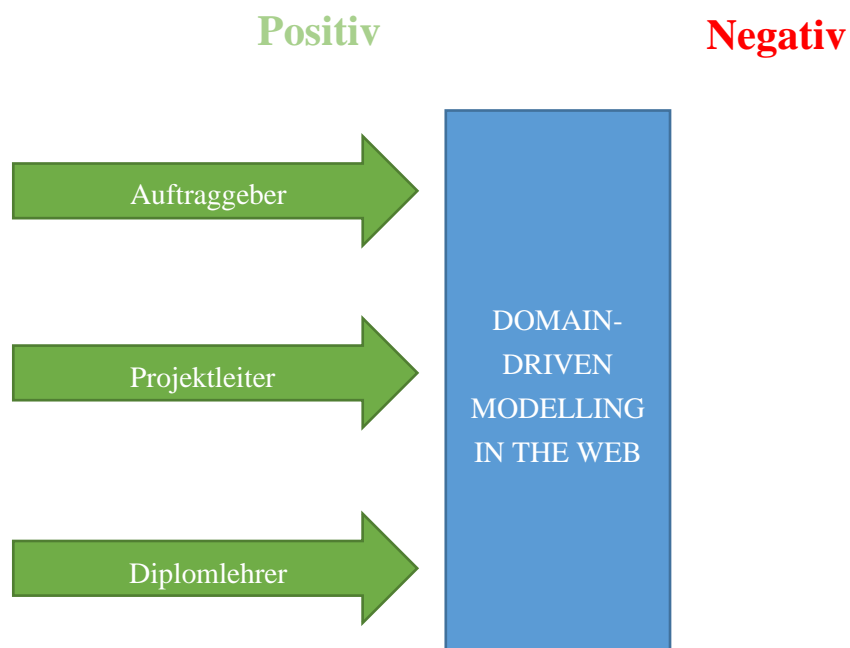 Positiv
Negativ
Auftraggeber
Projektleiter
Diplomlehrer
DOMAIN-
DRIVEN
MODELLING
IN THE WEB